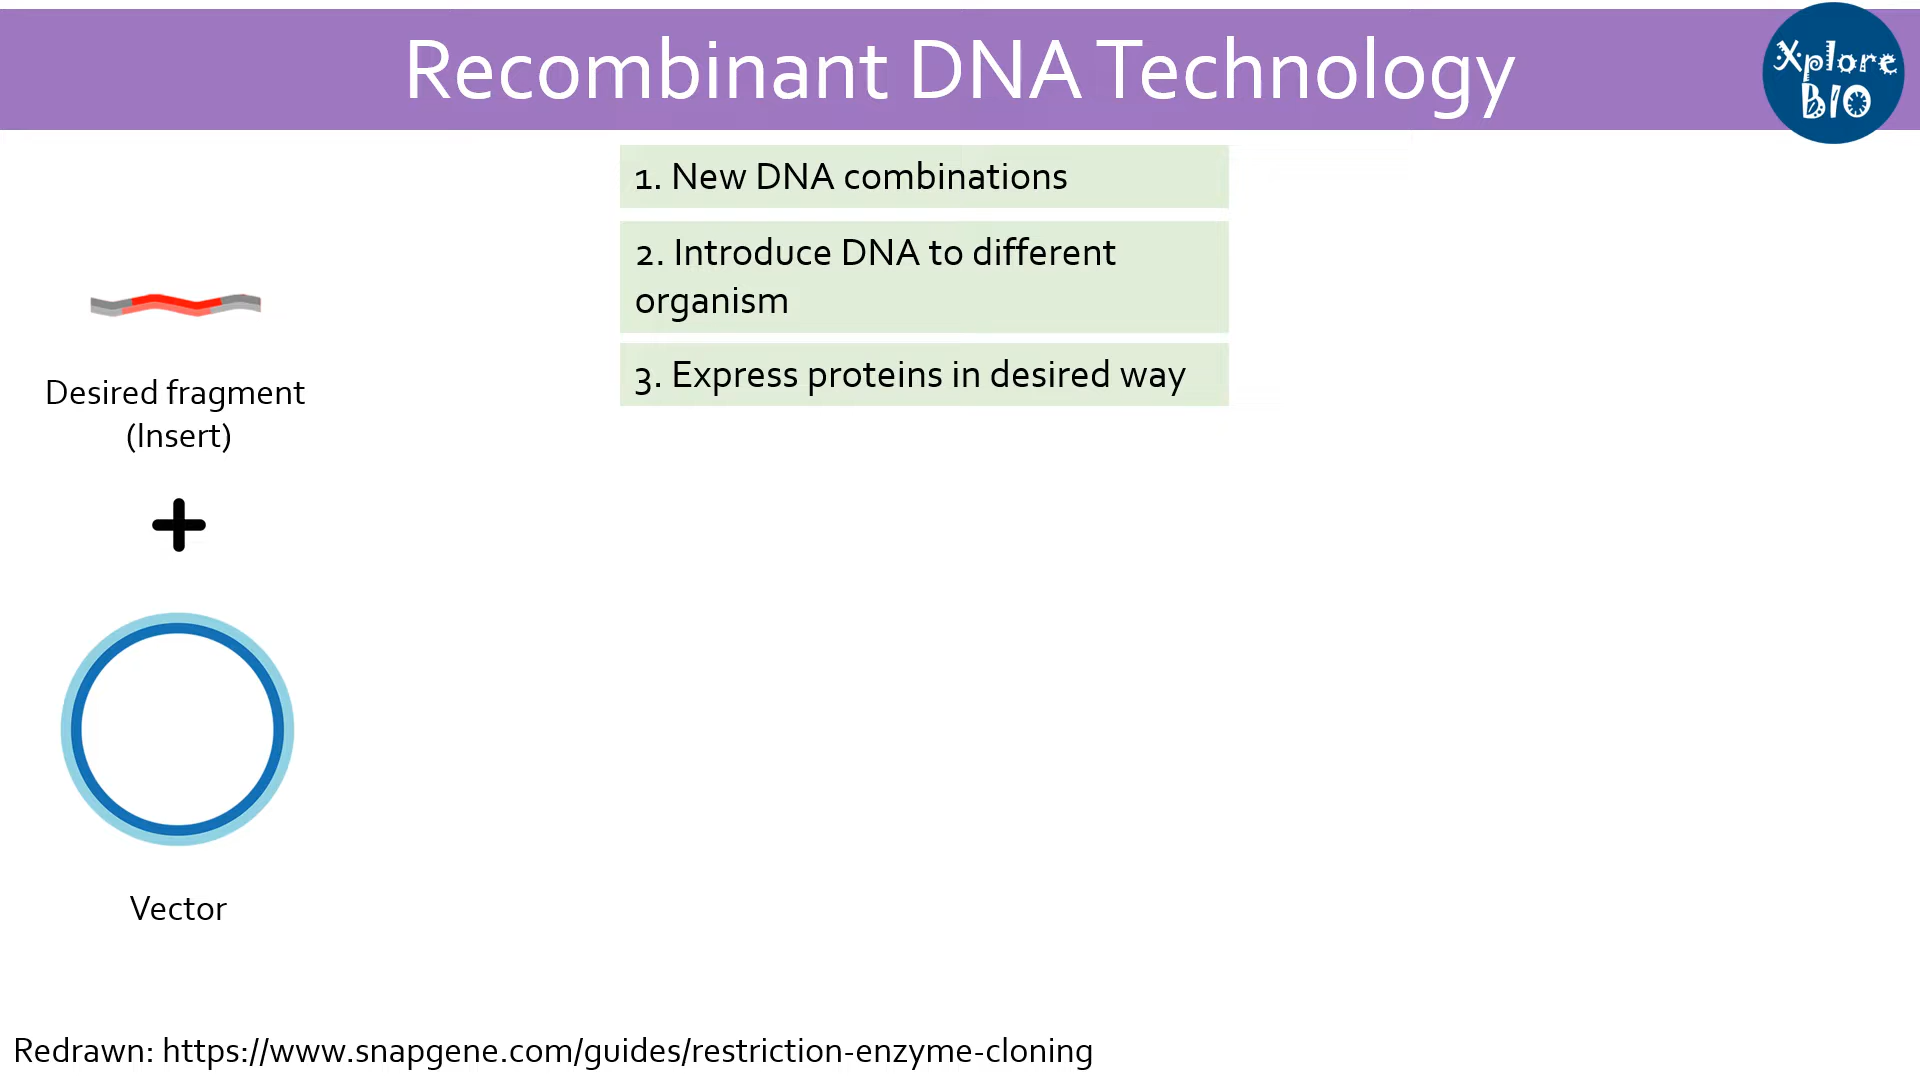 Recombinant DNA Technology
Xplore
BIO
1. New DNA combinations
2. Introduce DNA to different
organism
3. Express proteins in desired way
Desired fragment
(Insert)
Vector
Redrawn: https://www.snapgene.com/guides/restriction-enzyme-cloning